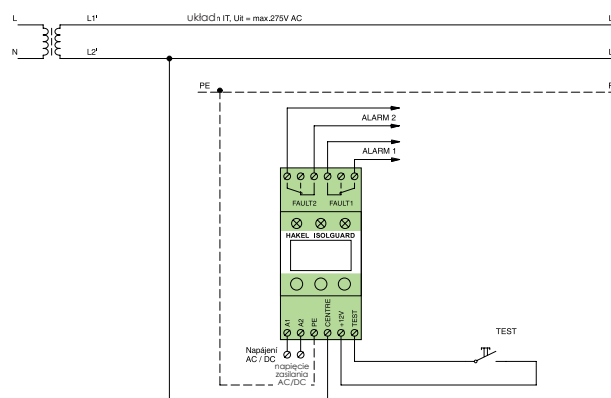 L L1' układn IT, Uit = max.275V AC L
N L2' L
PE
ALARM 2
ALARM 1
FAULT2 FAULT1
HAKEL ISOLGUARD
A1 A2 PE CENTRE +12V TEST
TEST
Napájení
AC / DC
napięcie
zasilania
AC/DC